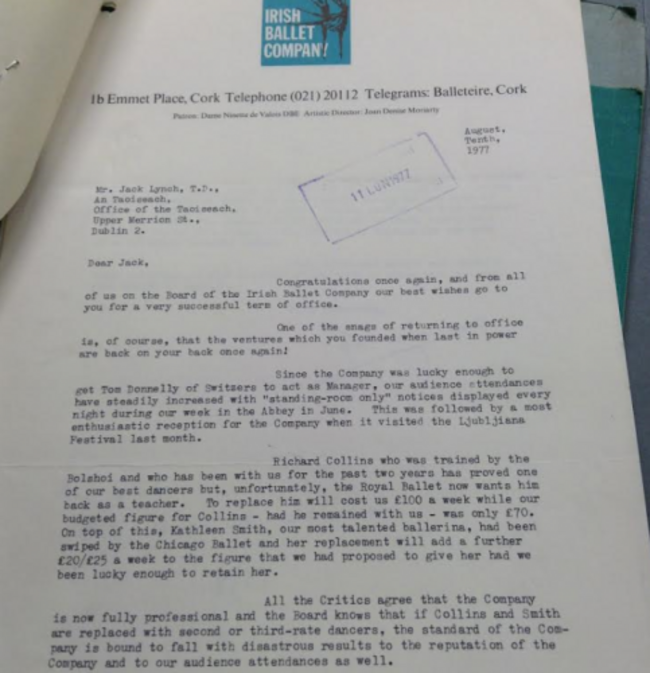 IRISH
BALLET
COMPANY
1b Emmet Place, Cork Telephone (021) 20112 Telegrams: Balleteire, Cork
Patron: Dame Ninette de Valois DBE Artistic Director: Joan Denise Moriarty
August,
Tenth,
1977
11 LÚN 1977
Mr. Jack Lynch, T.D.,
An Taoiseach,
Office of the Taoiseach,
Upper Merrion St.,
Dublin 2.
Dear Jack,
Congratulations once again, and from all
of us on the Board of the Irish Ballet Company our best wishes go to
you for a very successful term of office.
One of the snags of returning to office
is, of course, that the ventures which you founded when last in power
are back on your back once again!
Since the Company was lucky enough to
get Tom Donnelly of Switzers to act as Manager, our audience attendances
have steadily increased with "standing-room only" notices displayed every
night during our week in the Abbey in June. This was followed by a most
enthusiastic reception for the Company when it visited the Ljubljiana
Festival last month.
Richard Collins who was trained by the
Bolshoi and who has been with us for the past two years has proved one
of our best dancers but, unfortunately, the Royal Ballet now wants him
back as a teacher. To replace him will cost us £100 a week while our
budgeted figure for Collins - had he remained with us - was only £70.
On top of this, Kathleen Smith, our most talented ballerina, had been
swiped by the Chicago Ballet and her replacement will add a further
£20/£25 a week to the figure that we had proposed to give her had we
been lucky enough to retain her.
All the Critics agree that the Company
is now fully professional and the Board knows that if Collins and Smith
are replaced with second or third-rate dancers, the standard of the Com-
pany is bound to fall with disastrous results to the reputation of the
Company and to our audience attendances as well.